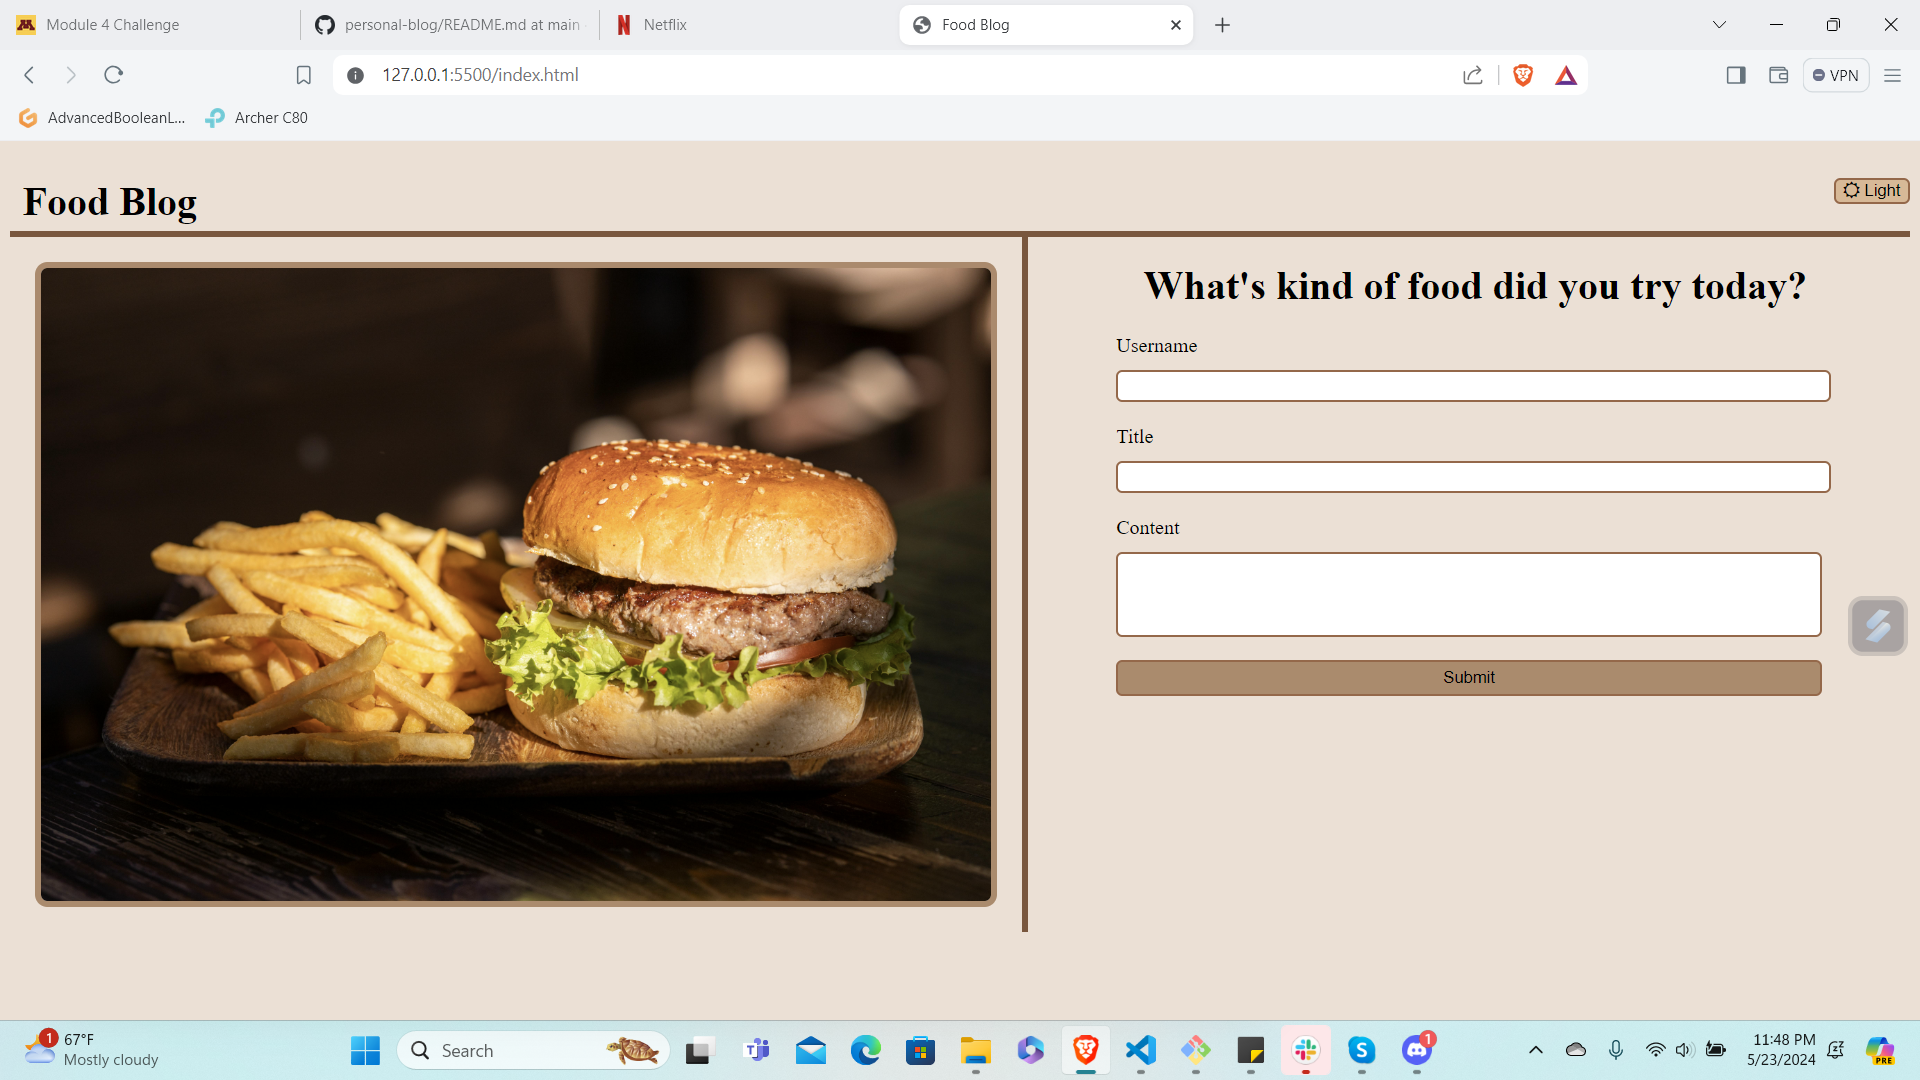 Module 4 Challenge
personal-blog/README.md at main
Netflix
Food Blog
127.0.0.1:5500/index.html
VPN
AdvancedBooleanL...
Archer C80
Food Blog
Light
What's kind of food did you try today?
Username
Title
Content
Submit
1
67°F
Mostly cloudy
Search
1
11:48 PM
5/23/2024
PRE